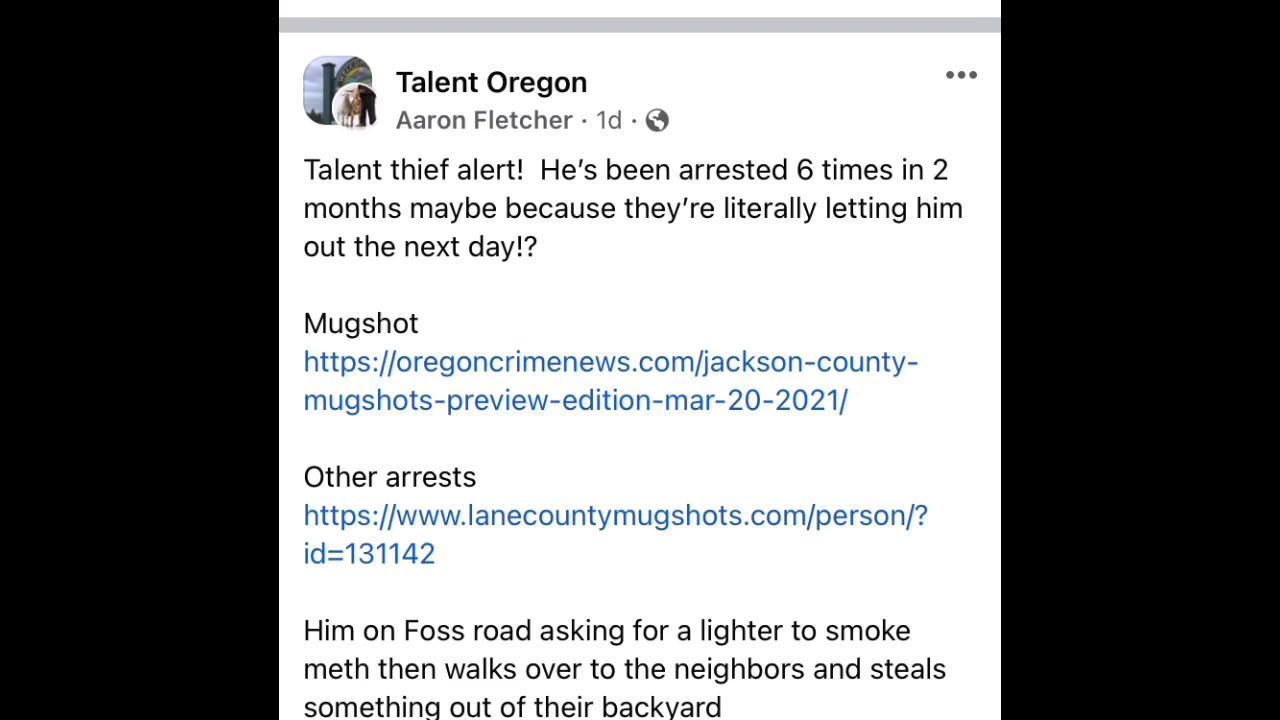 Talent Oregon
Aaron Fletcher · 1d ·
Talent thief alert!  He's been arrested 6 times in 2
months maybe because they're literally letting him
out the next day!?
Mugshot
https://oregoncrimenews.com/jackson-county-
mugshots-preview-edition-mar-20-2021/
Other arrests
https://www.lanecountymugshots.com/person/?
id=131142
Him on Foss road asking for a lighter to smoke
meth then walks over to the neighbors and steals
something out of their backyard